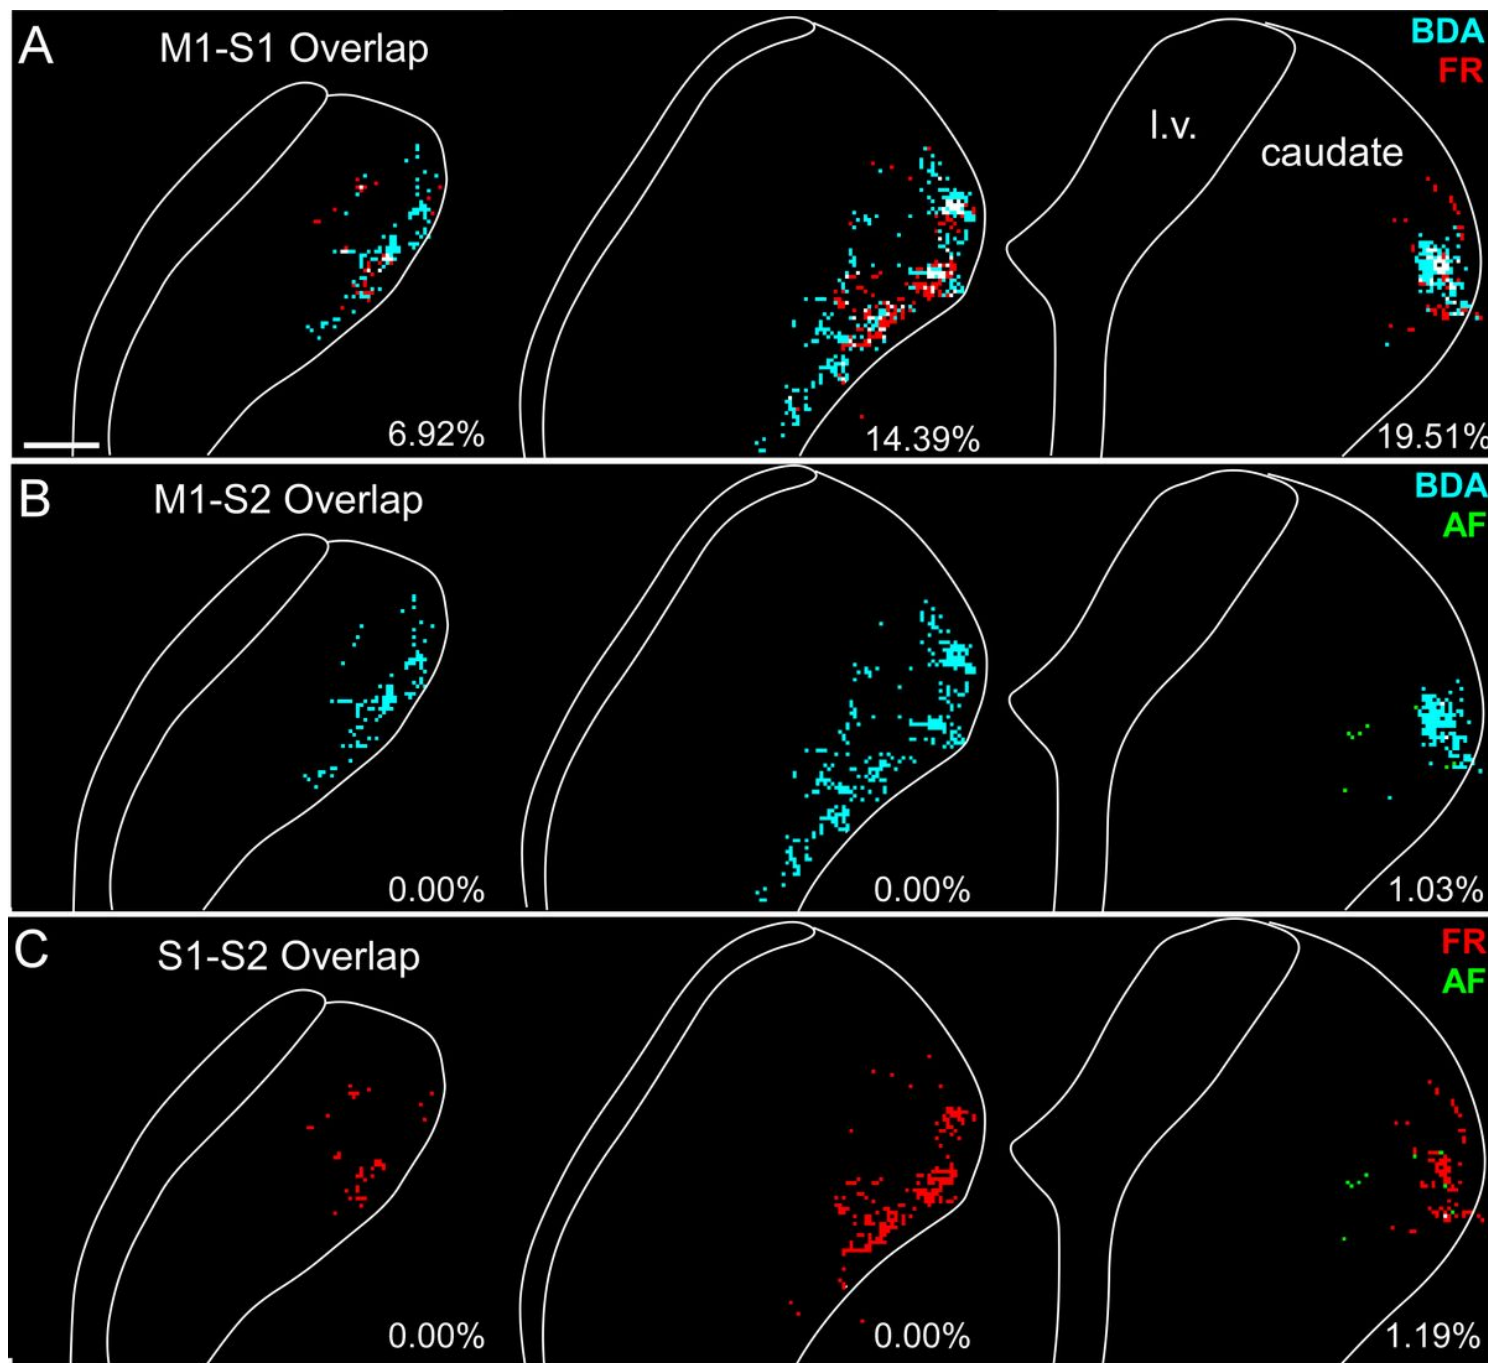 A
M1-S1 Overlap
BDA
FR
l.v.
caudate
6.92%
14.39%
19.51%
B
M1-S2 Overlap
BDA
AF
0.00%
0.00%
1.03%
C
S1-S2 Overlap
FR
AF
0.00%
0.00%
1.19%